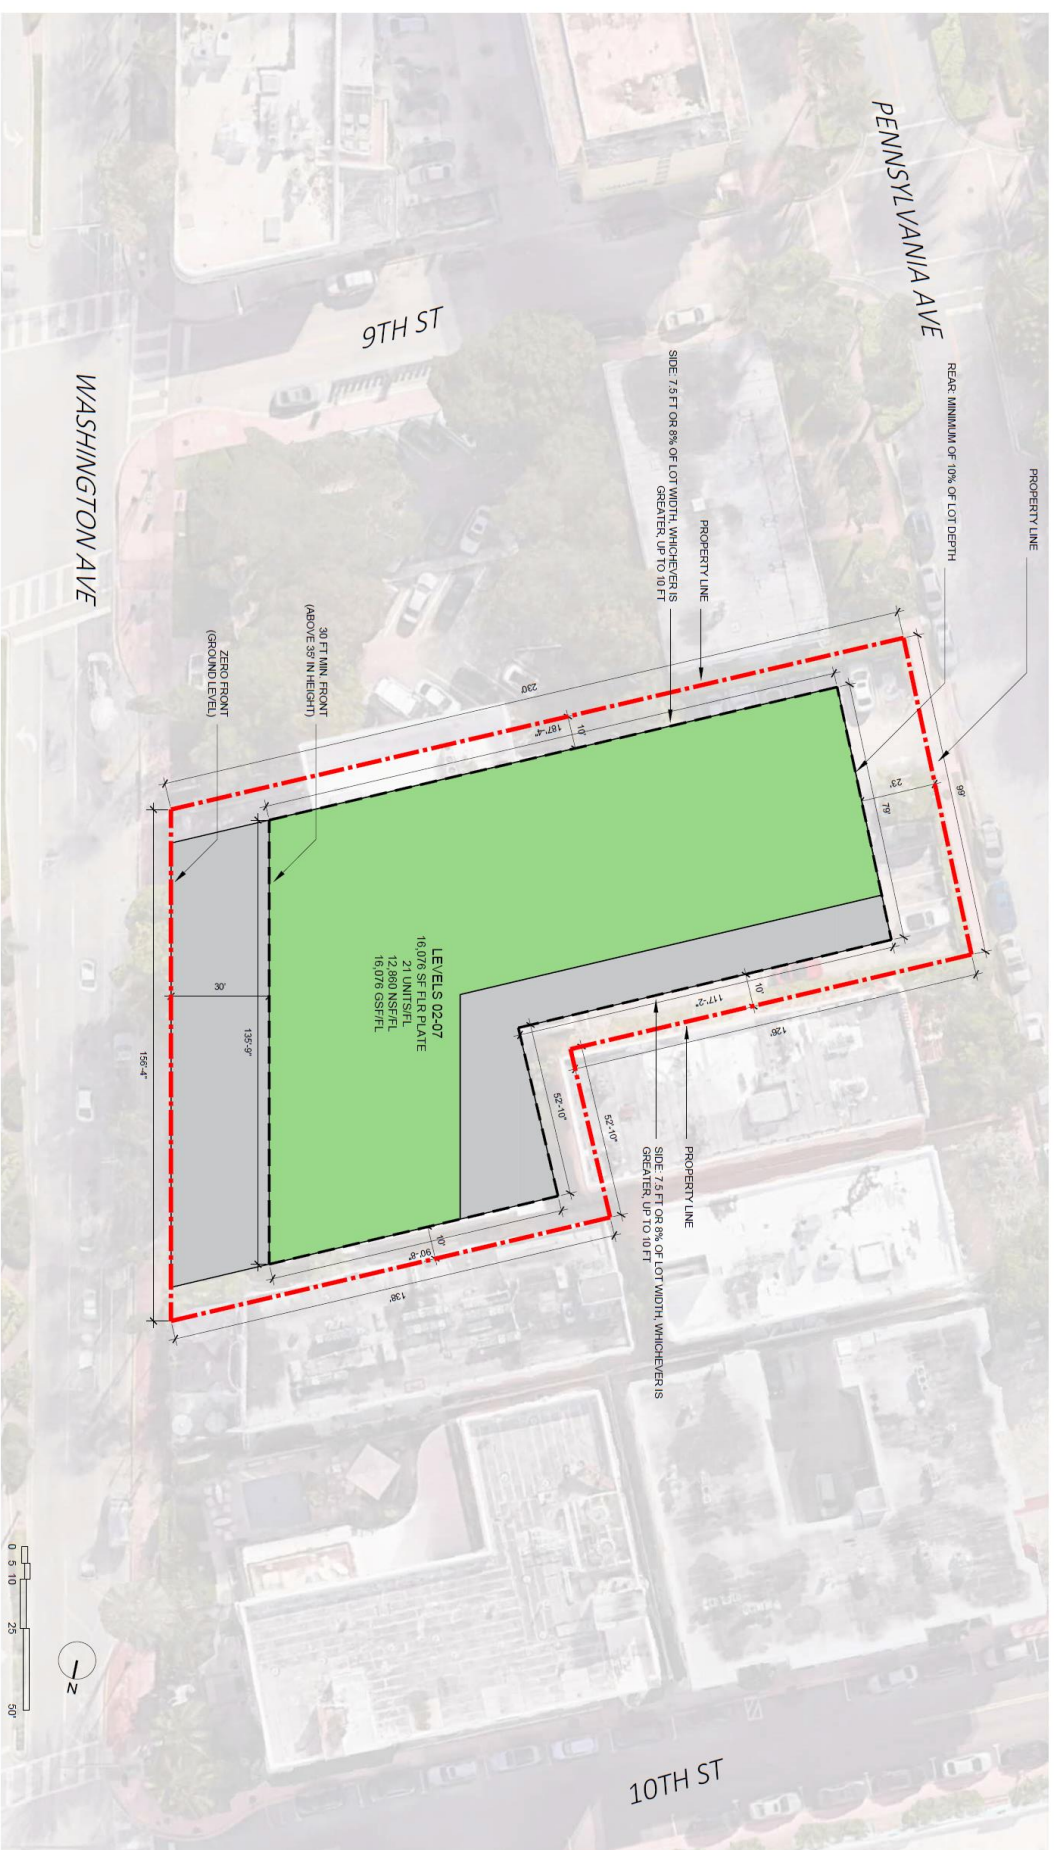 PENNSYLVANIA AVE
9TH ST
WASHINGTON AVE
10TH ST
PROPERTY LINE
REAR: MINIMUM OF 10% OF LOT DEPTH
SIDE: 7.5 FT OR 8% OF LOT WIDTH, WHICHEVER IS
GREATER, UP TO 10 FT
PROPERTY LINE
30 FT MIN. FRONT
(ABOVE 35' IN HEIGHT)
ZERO FRONT
(GROUND LEVEL)
230'
187'-4"
10'
99'
23'
79'
LEVELS 02-07
16,076 SF FLR PLATE
21 UNITS/FL
12,860 NSF/FL
16,076 GSF/FL
10'
117'-2"
126'
52'-10"
52'-10"
PROPERTY LINE
SIDE: 7.5 FT OR 8% OF LOT WIDTH, WHICHEVER IS
GREATER, UP TO 10 FT
10'
90'-8"
138'
30'
135'-9"
156'-4"
0 5 10 25 50'
N